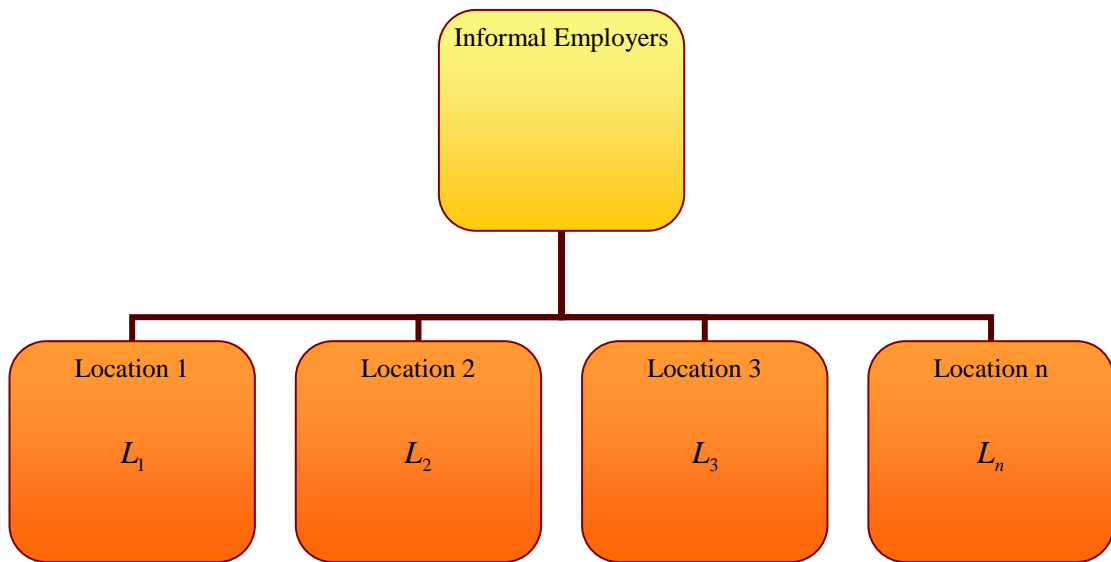 Informal Employers
Location 1
Location 2
Location 3
Location n
L₁
L₂
L₃
Lₙ